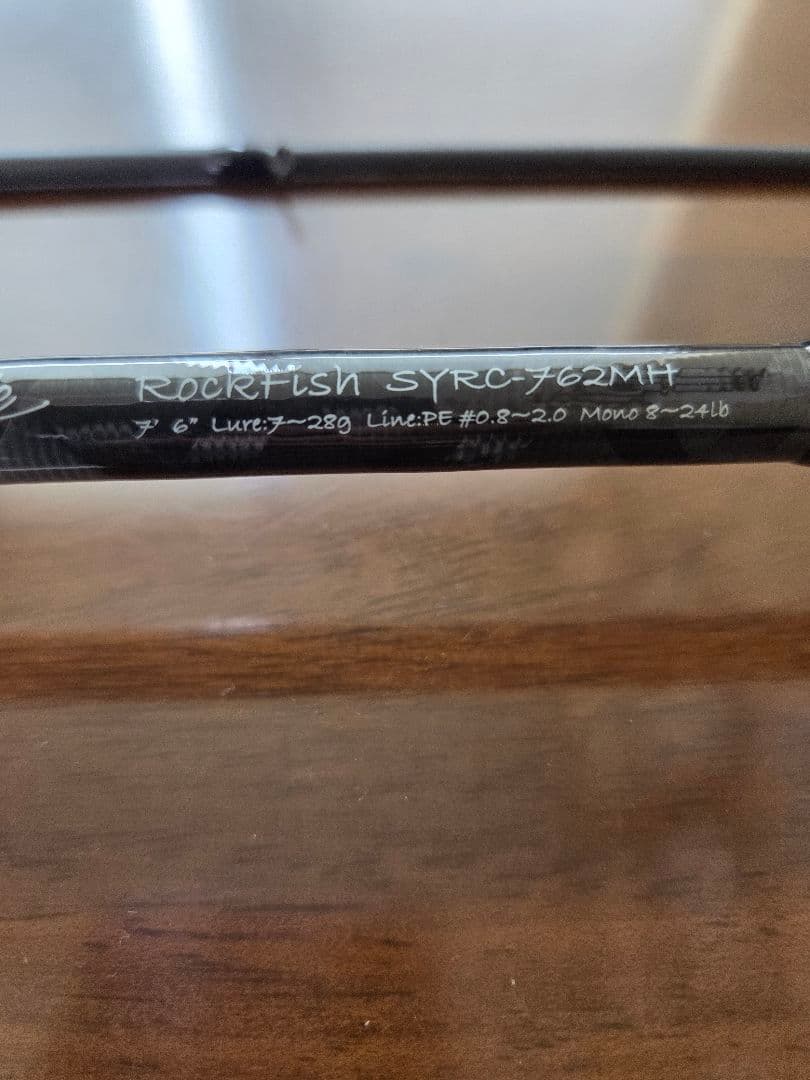 RockFish SYRC-762MH
7' 6" Lure:7~28g Line:PE #0.8~2.0 Mono 8~24lb